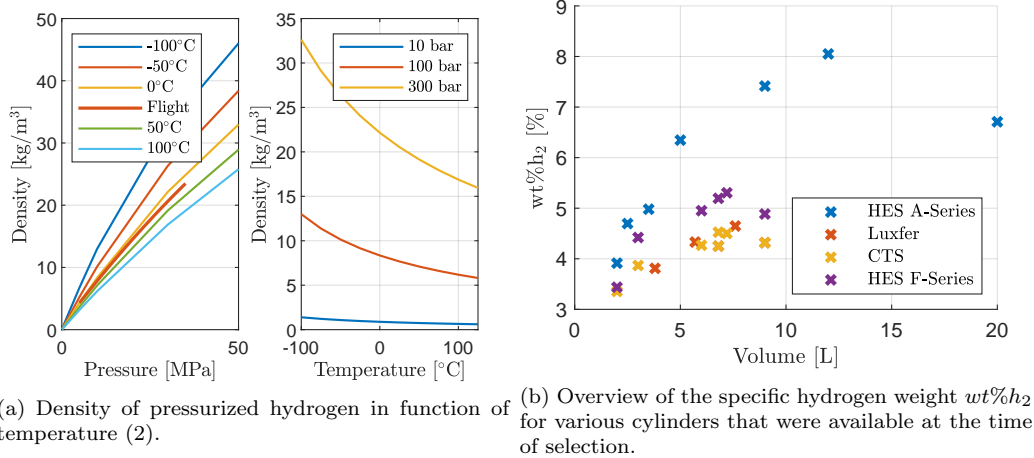 50
40
30
20
10
0
0
50
Density [kg/m³]
Pressure [MPa]
-100°C
-50°C
0°C
Flight
50°C
100°C
35
30
25
20
15
10
5
0
-100
0
100
Density [kg/m³]
Temperature [°C]
10 bar
100 bar
300 bar
(a) Density of pressurized hydrogen in function of
temperature (2).
9
8
7
6
5
4
3
0
5
10
15
20
wt%h₂ [%]
Volume [L]
HES A-Series
Luxfer
CTS
HES F-Series
(b) Overview of the specific hydrogen weight wt%h₂
for various cylinders that were available at the time
of selection.